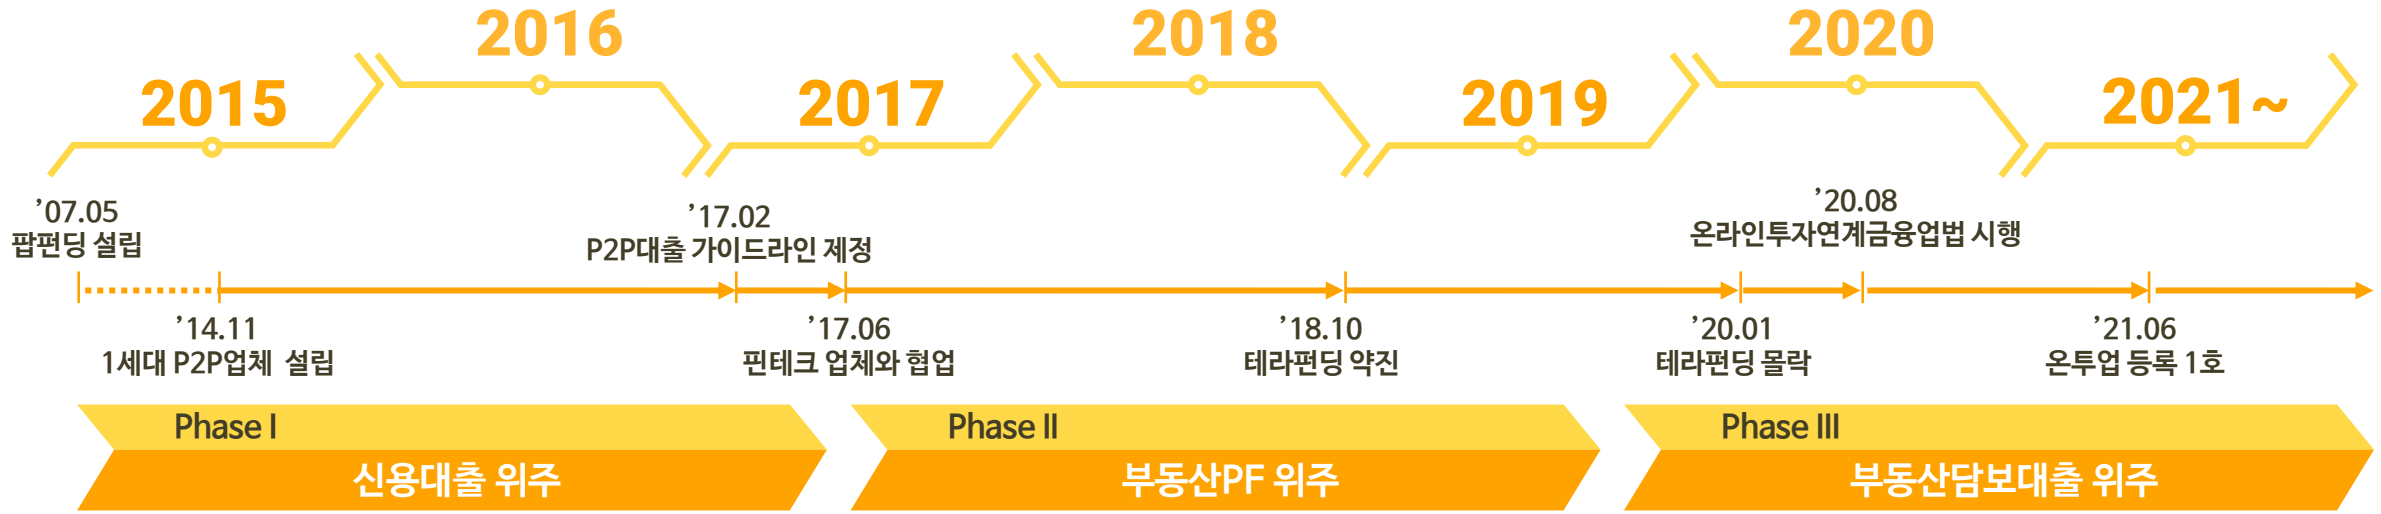 2015
2016
2017
2018
2019
2020
2021~
’07.05
팝펀딩 설립
’17.02
P2P대출 가이드라인 제정
’20.08
온라인투자연계금융업법 시행
’14.11
1세대 P2P업체 설립
’17.06
핀테크 업체와 협업
’18.10
테라펀딩 약진
’20.01
테라펀딩 몰락
’21.06
온투업 등록 1호
Phase I
신용대출 위주
Phase II
부동산PF 위주
Phase III
부동산담보대출 위주